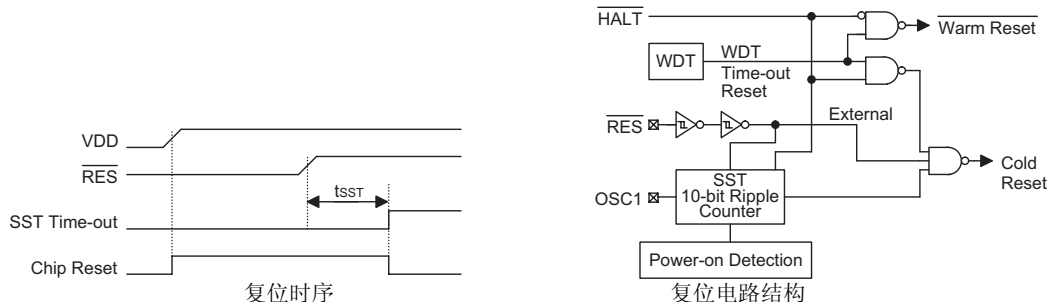 VDD
RES
tSST
SST Time-out
Chip Reset
复位时序
HALT
Warm Reset
WDT
WDT
Time-out
Reset
External
RES
Cold
Reset
OSC1
SST
10-bit Ripple
Counter
Power-on Detection
复位电路结构